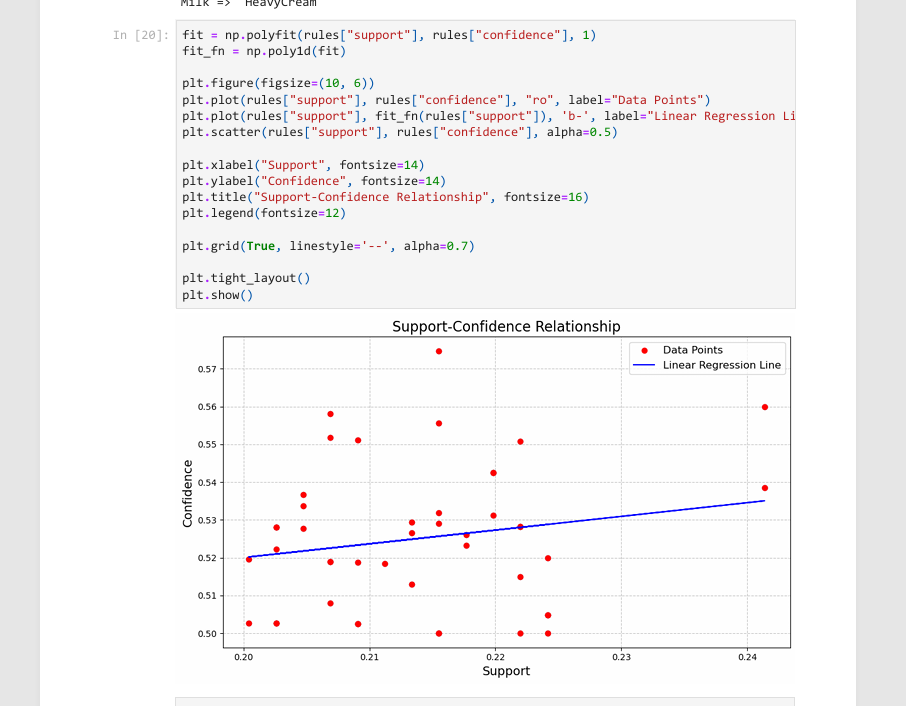 Milk => HeavyCream
In [20]:
fit = np.polyfit(rules["support"], rules["confidence"], 1)
fit_fn = np.poly1d(fit)
plt.figure(figsize=(10, 6))
plt.plot(rules["support"], rules["confidence"], "ro", label="Data Points")
plt.plot(rules["support"], fit_fn(rules["support"]), 'b-', label="Linear Regression Li
plt.scatter(rules["support"], rules["confidence"], alpha=0.5)
plt.xlabel("Support", fontsize=14)
plt.ylabel("Confidence", fontsize=14)
plt.title("Support-Confidence Relationship", fontsize=16)
plt.legend(fontsize=12)
plt.grid(True, linestyle='--', alpha=0.7)
plt.tight_layout()
plt.show()
Support-Confidence Relationship
Data Points
Linear Regression Line
Confidence
0.57
0.56
0.55
0.54
0.53
0.52
0.51
0.50
0.20 0.21 0.22 0.23 0.24
Support